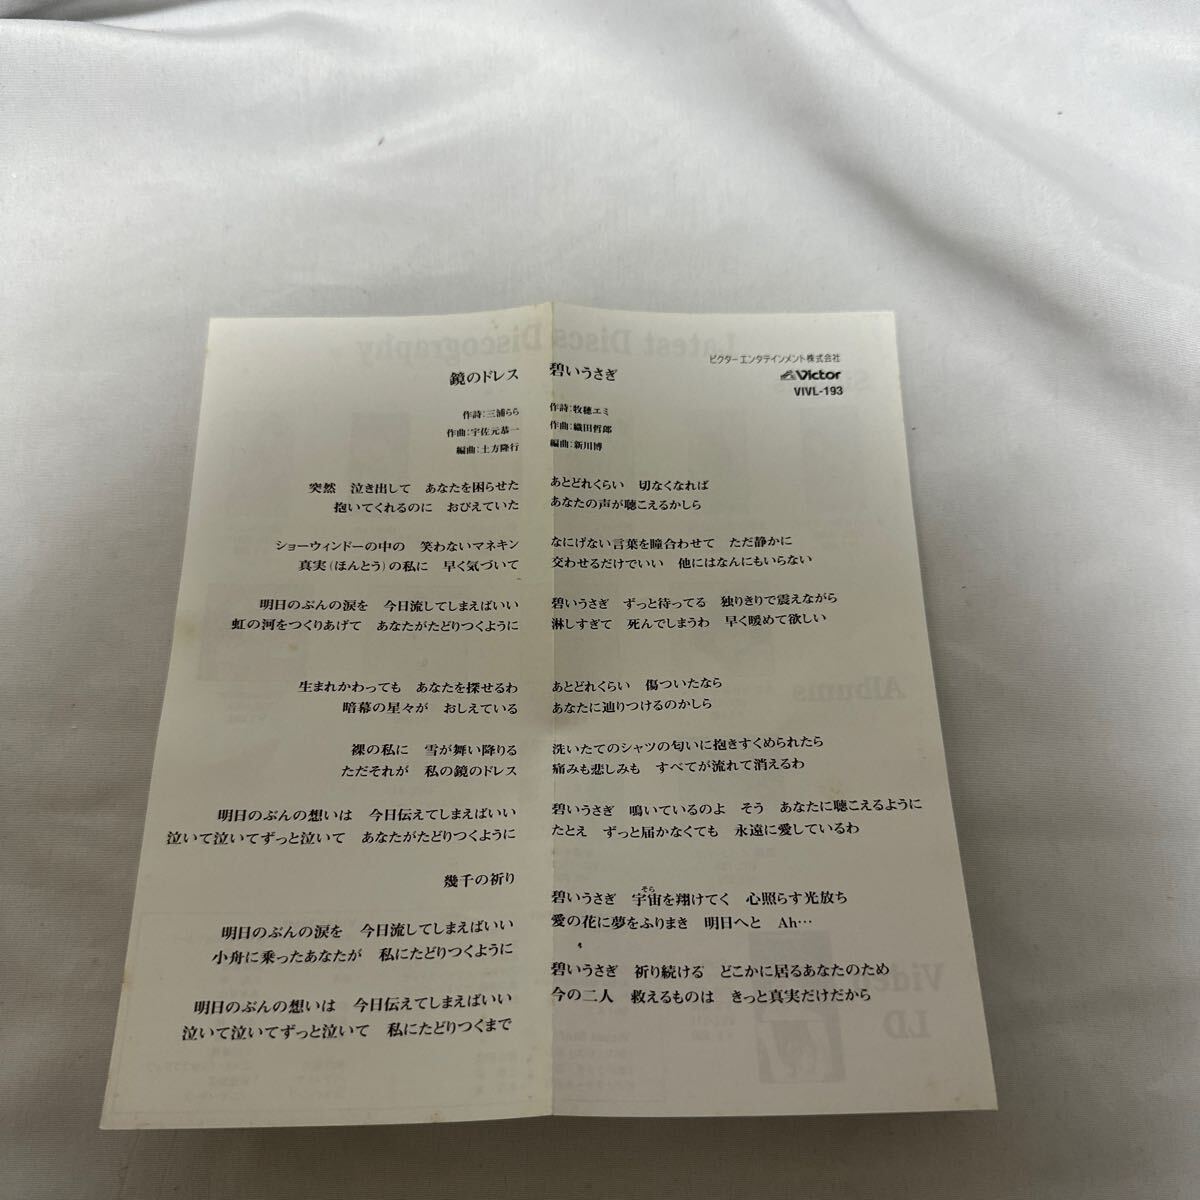 鏡のドレス
作詩:三浦らら
作曲:宇佐元恭一
編曲:土方隆行
突然 泣き出して あなたを困らせた
抱いてくれるのに おびえていた
ショーウィンドーの中の 笑わないマネキン
真実(ほんとう)の私に 早く気づいて
明日のぶんの涙を 今日流してしまえばいい
虹の河をつくりあげて あなたがたどりつくように
生まれかわっても あなたを探せるわ
暗幕の星々が おしえている
裸の私に 雪が舞い降りる
ただそれが 私の鏡のドレス
明日のぶんの想いは 今日伝えてしまえばいい
泣いて泣いてずっと泣いて あなたがたどりつくように
幾千の祈り
明日のぶんの涙を 今日流してしまえばいい
小舟に乗ったあなたが 私にたどりつくように
明日のぶんの想いは 今日伝えてしまえばいい
泣いて泣いてずっと泣いて 私にたどりつくまで
ビクターエンタテインメント株式会社
Victor
VIVL-193
碧いうさぎ
作詩:牧穂エミ
作曲:織田哲郎
編曲:新川博
あとどれくらい 切なくなれば
あなたの声が聴こえるかしら
なにげない言葉を瞳合わせて ただ静かに
交わせるだけでいい 他にはなんにもいらない
碧いうさぎ ずっと待ってる 独りきりで震えながら
淋しすぎて 死んでしまうわ 早く暖めて欲しい
あとどれくらい 傷ついたなら
あなたに辿りつけるのかしら
洗いたてのシャツの匂いに抱きすくめられたら
痛みも悲しみも すべてが流れて消えるわ
碧いうさぎ 鳴いているのよ そう あなたに聴こえるように
たとえ ずっと届かなくても 永遠に愛しているわ
そら
碧いうさぎ 宇宙を翔けてく 心照らす光放ち
愛の花に夢をふりまき 明日へと Ah…
碧いうさぎ 祈り続ける どこかに居るあなたのため
今の二人 救えるものは きっと真実だけだから
Latest Discs Discography
Albums
LD